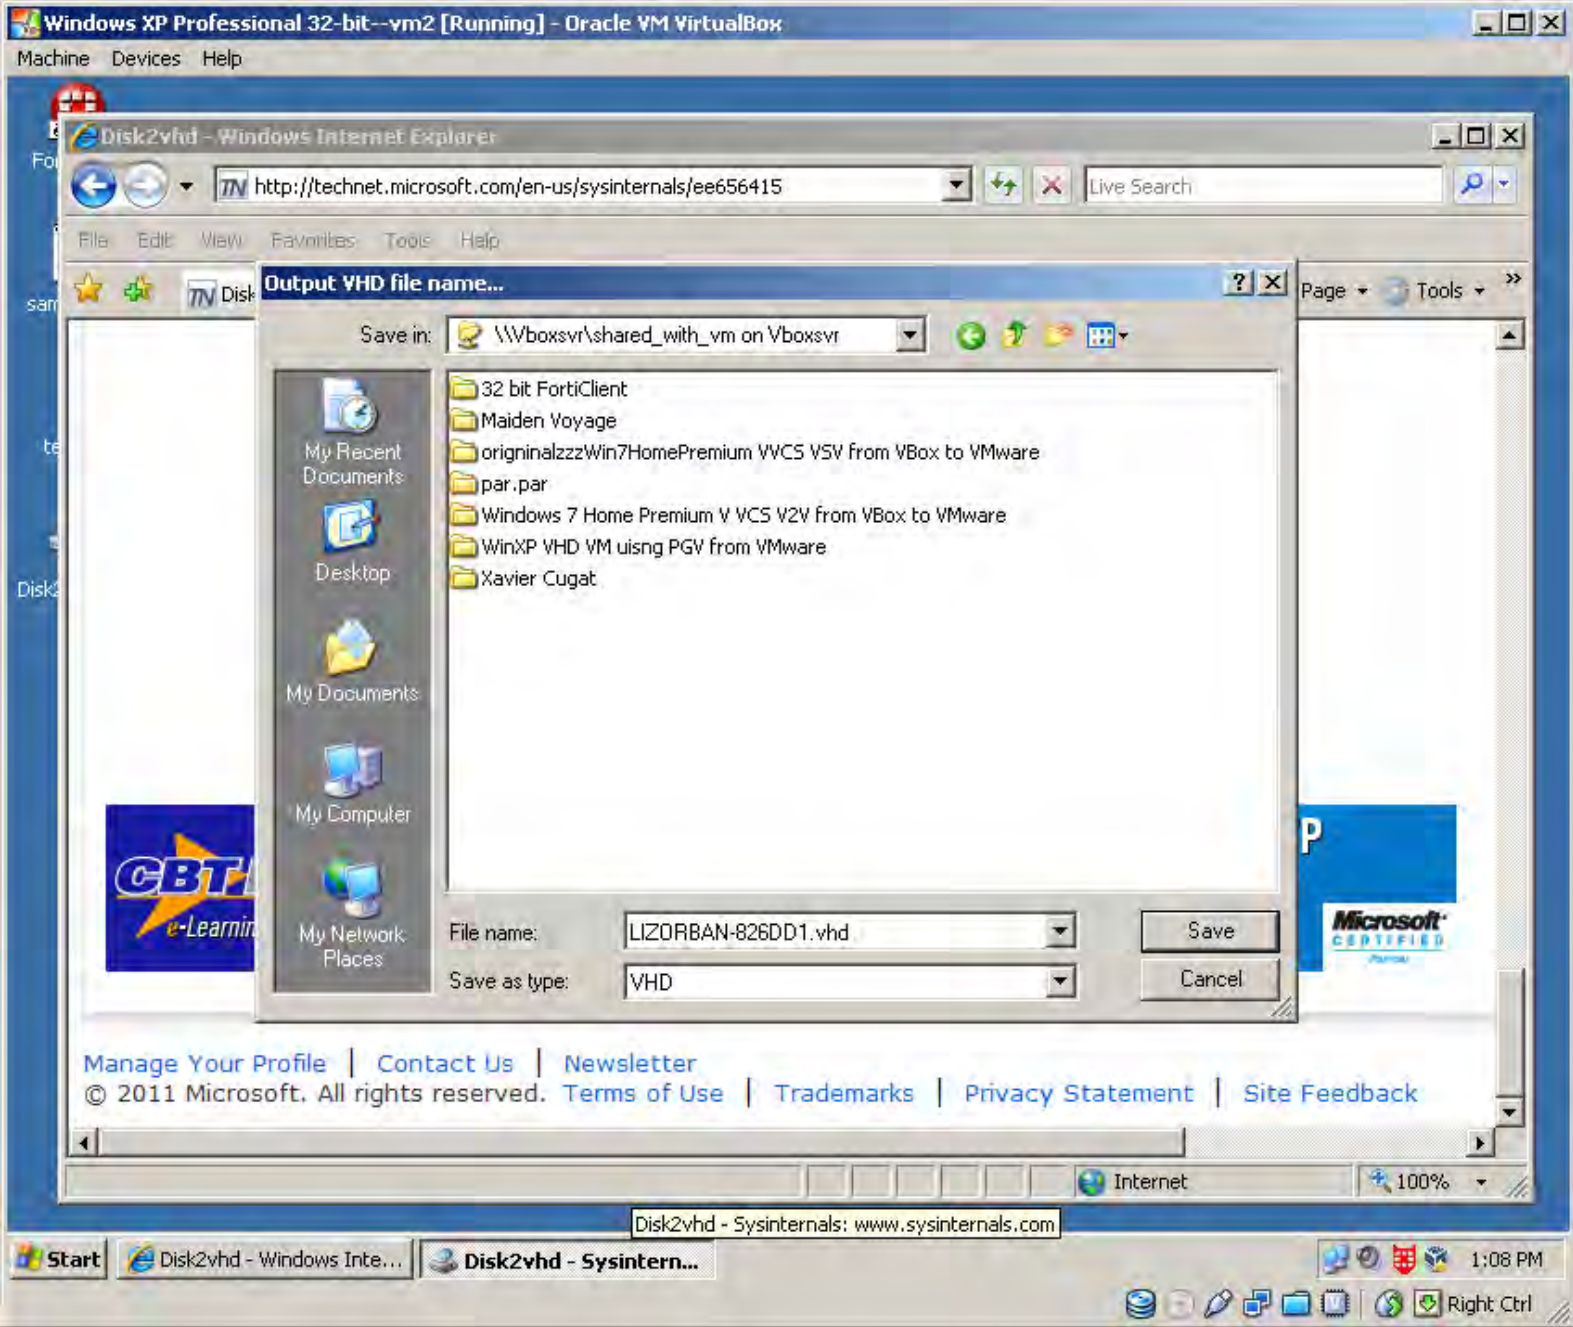 Windows XP Professional 32-bit--vm2 [Running] - Oracle VM VirtualBox
Machine Devices Help
Disk2vhd - Windows Internet Explorer
http://technet.microsoft.com/en-us/sysinternals/ee656415
Live Search
File Edit View Favorites Tools Help
Disk
Page Tools
Output VHD file name...
Save in: \\Vboxsvr\shared_with_vm on Vboxsvr
32 bit FortiClient
Maiden Voyage
origninalzzzWin7HomePremium VVCS VSV from VBox to VMware
par.par
Windows 7 Home Premium V VCS V2V from VBox to VMware
WinXP VHD VM uisng PGV from VMware
Xavier Cugat
My Recent
Documents
Desktop
My Documents
My Computer
My Network
Places
File name: LIZORBAN-826DD1.vhd Save
Save as type: VHD Cancel
CBT
e-Learnin
P
Microsoft
CERTIFIED
Partner
Manage Your Profile | Contact Us | Newsletter
© 2011 Microsoft. All rights reserved. Terms of Use | Trademarks | Privacy Statement | Site Feedback
Internet 100%
Disk2vhd - Sysinternals: www.sysinternals.com
Start Disk2vhd - Windows Inte... Disk2vhd - Sysintern... 1:08 PM
Right Ctrl